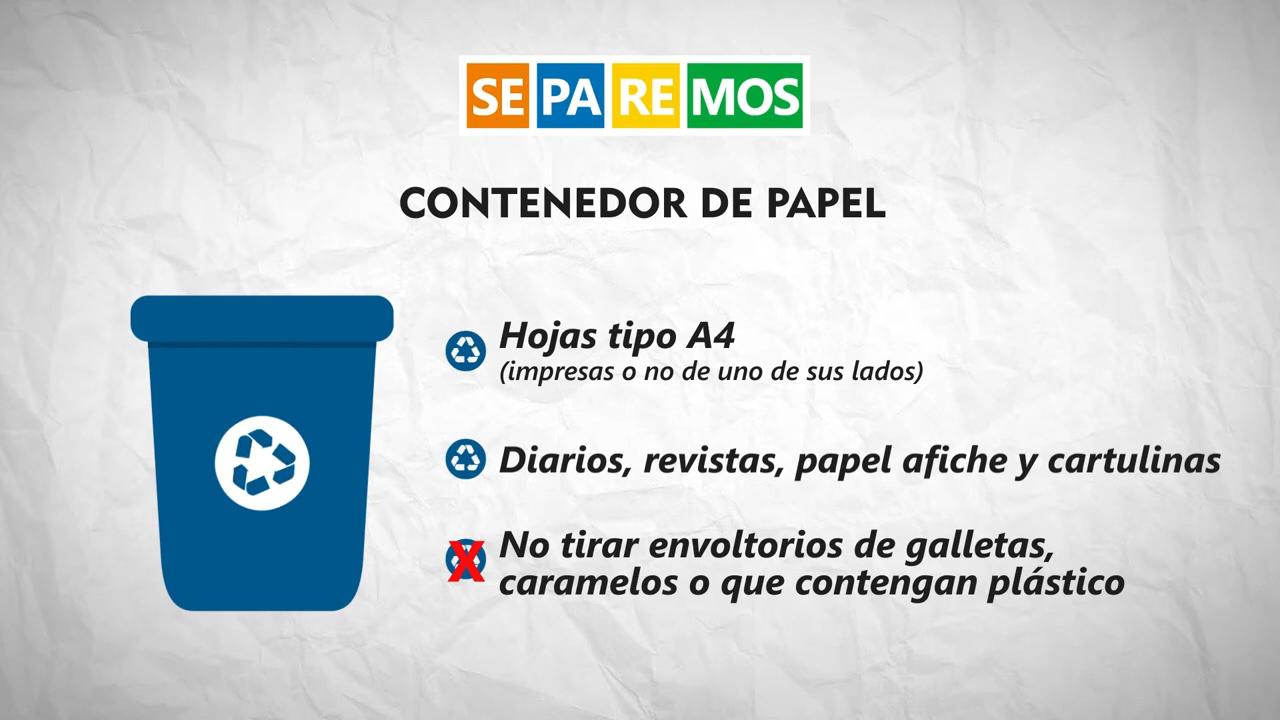 SEPAREMOS
CONTENEDOR DE PAPEL
Hojas tipo A4
(impresas o no de uno de sus lados)
Diarios, revistas, papel afiche y cartulinas
No tirar envoltorios de galletas,
caramelos o que contengan plástico